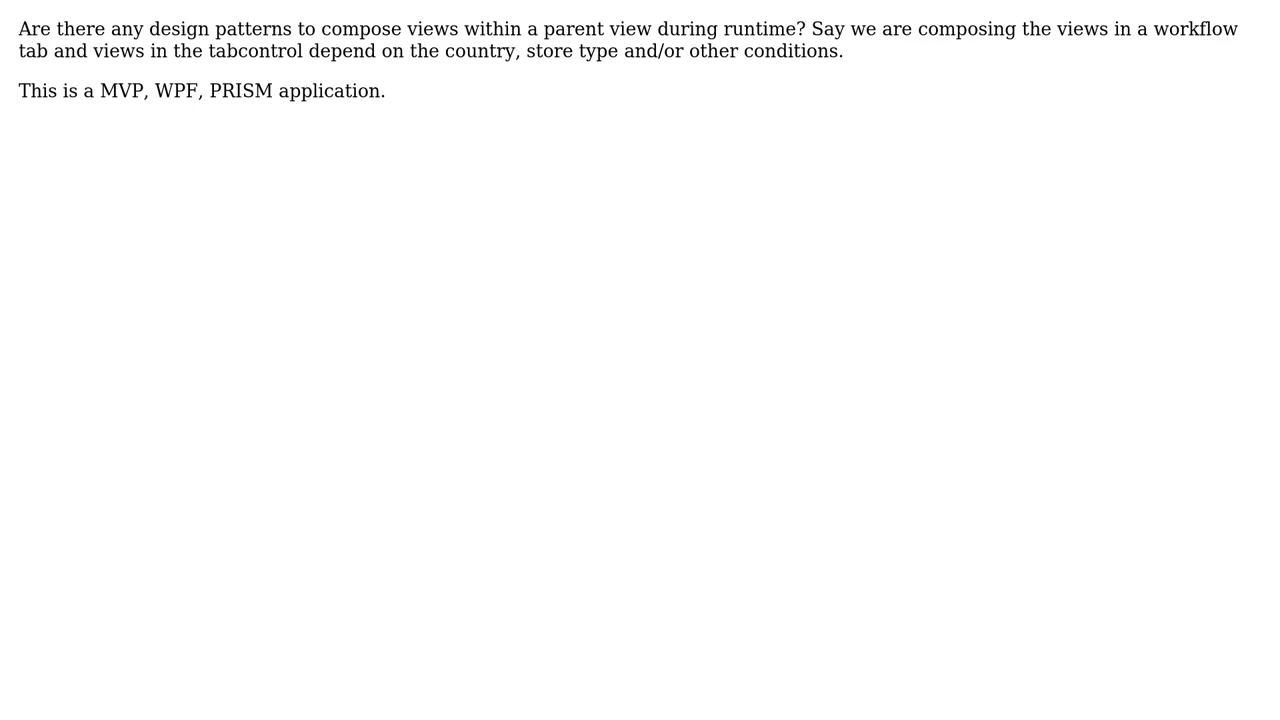 Are there any design patterns to compose views within a parent view during runtime? Say we are composing the views in a workflow
tab and views in the tabcontrol depend on the country, store type and/or other conditions.
This is a MVP, WPF, PRISM application.